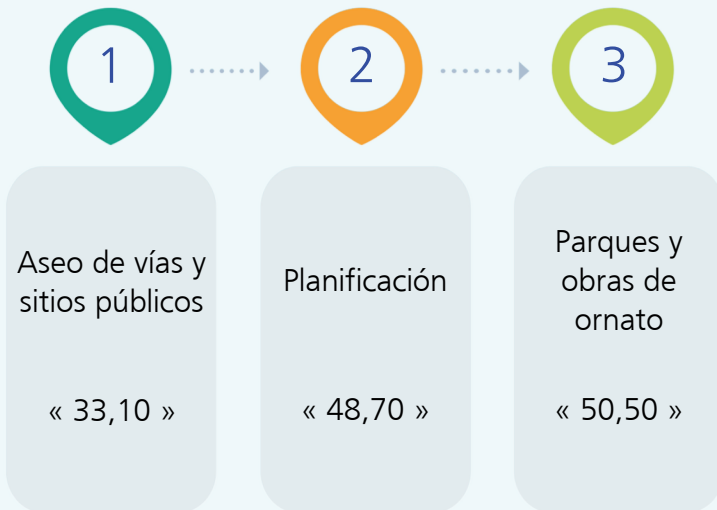 1
2
3
Aseo de vías y
sitios públicos
« 33,10 »
Planificación
« 48,70 »
Parques y
obras de
ornato
« 50,50 »